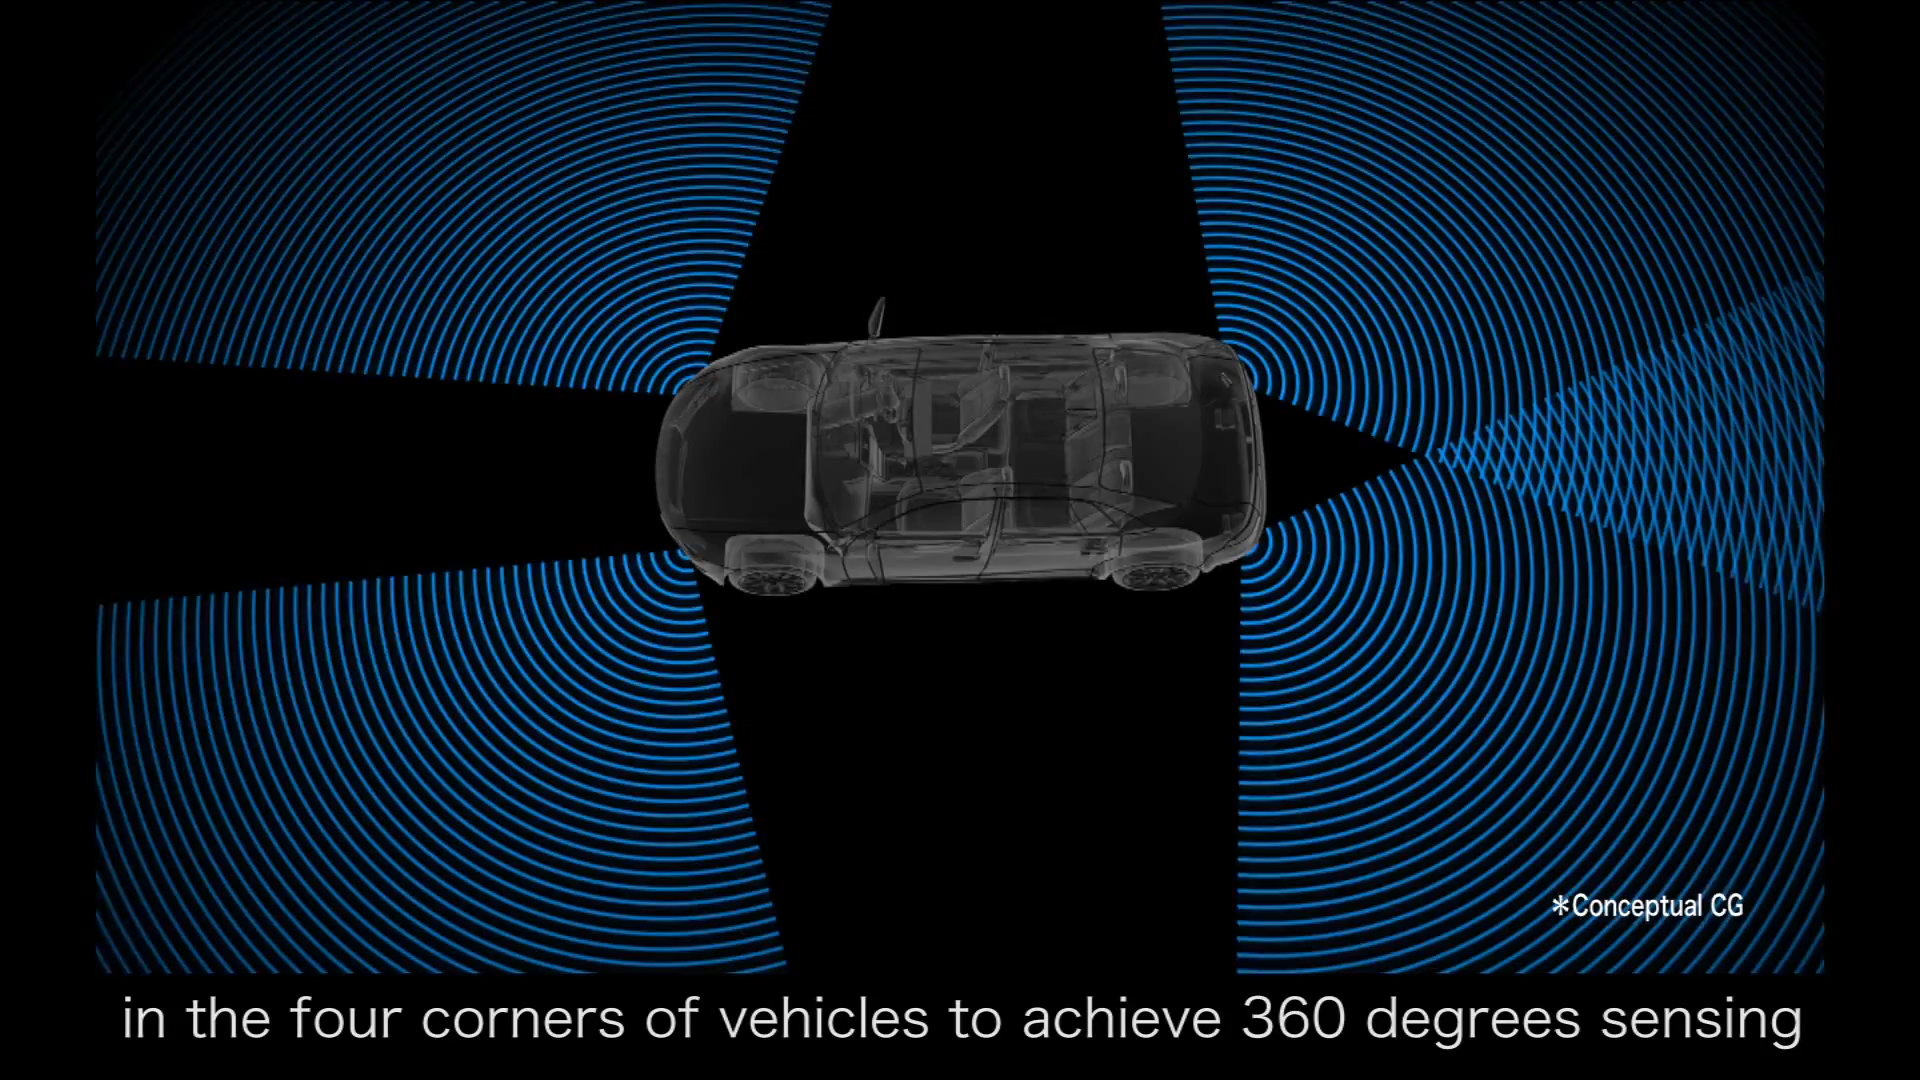 *Conceptual CG
in the four corners of vehicles to achieve 360 degrees sensing